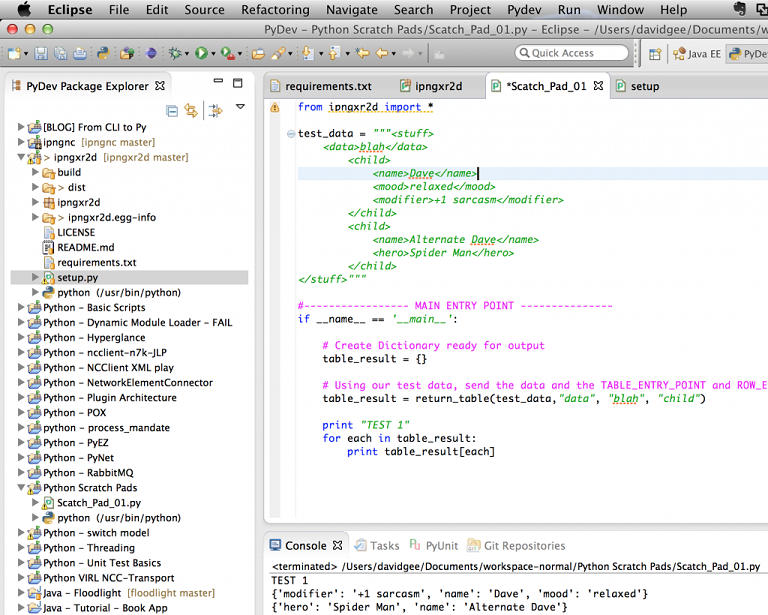 Eclipse File Edit Source Refactoring Navigate Search Project Pydev Run Window Help
PyDev - Python Scratch Pads/Scatch_Pad_01.py - Eclipse - /Users/davidgee/Documents/w
Quick Access
Java EE
PyDev
PyDev Package Explorer
requirements.txt
ipngxr2d
*Scatch_Pad_01
setup
[BLOG] From CLI to Py
ipngnc [ipngnc master]
> ipngxr2d [ipngxr2d master]
build
> dist
ipngxr2d
> ipngxr2d.egg-info
LICENSE
README.md
requirements.txt
setup.py
python (/usr/bin/python)
Python - Basic Scripts
Python - Dynamic Module Loader - FAIL
Python - Hyperglance
Python - ncclient-n7k-JLP
Python - NCClient XML play
Python - NetworkElementConnector
Python - Plugin Architecture
Python - POX
python - process_mandate
Python - PyEZ
Python - PyNet
Python - RabbitMQ
Python Scratch Pads
Scatch_Pad_01.py
python (/usr/bin/python)
Python - switch model
Python - Threading
Python - Unit Test Basics
Python VIRL NCC-Transport
Java - Floodlight [floodlight master]
Java - Tutorial - Book App
from ipngxr2d import *
test_data = """<stuff>
<data>blah</data>
<child>
<name>Dave</name>
<mood>relaxed</mood>
<modifier>+1 sarcasm</modifier>
</child>
<child>
<name>Alternate Dave</name>
<hero>Spider Man</hero>
</child>
</stuff>"""
#----------------- MAIN ENTRY POINT ---------------
if __name__ == '__main__':
# Create Dictionary ready for output
table_result = {}
# Using our test data, send the data and the TABLE_ENTRY_POINT and ROW_E
table_result = return_table(test_data,"data", "blah", "child")
print "TEST 1"
for each in table_result:
print table_result[each]
Console
Tasks
PyUnit
Git Repositories
<terminated> /Users/davidgee/Documents/workspace-normal/Python Scratch Pads/Scatch_Pad_01.py
TEST 1
{'modifier': '+1 sarcasm', 'name': 'Dave', 'mood': 'relaxed'}
{'hero': 'Spider Man', 'name': 'Alternate Dave'}